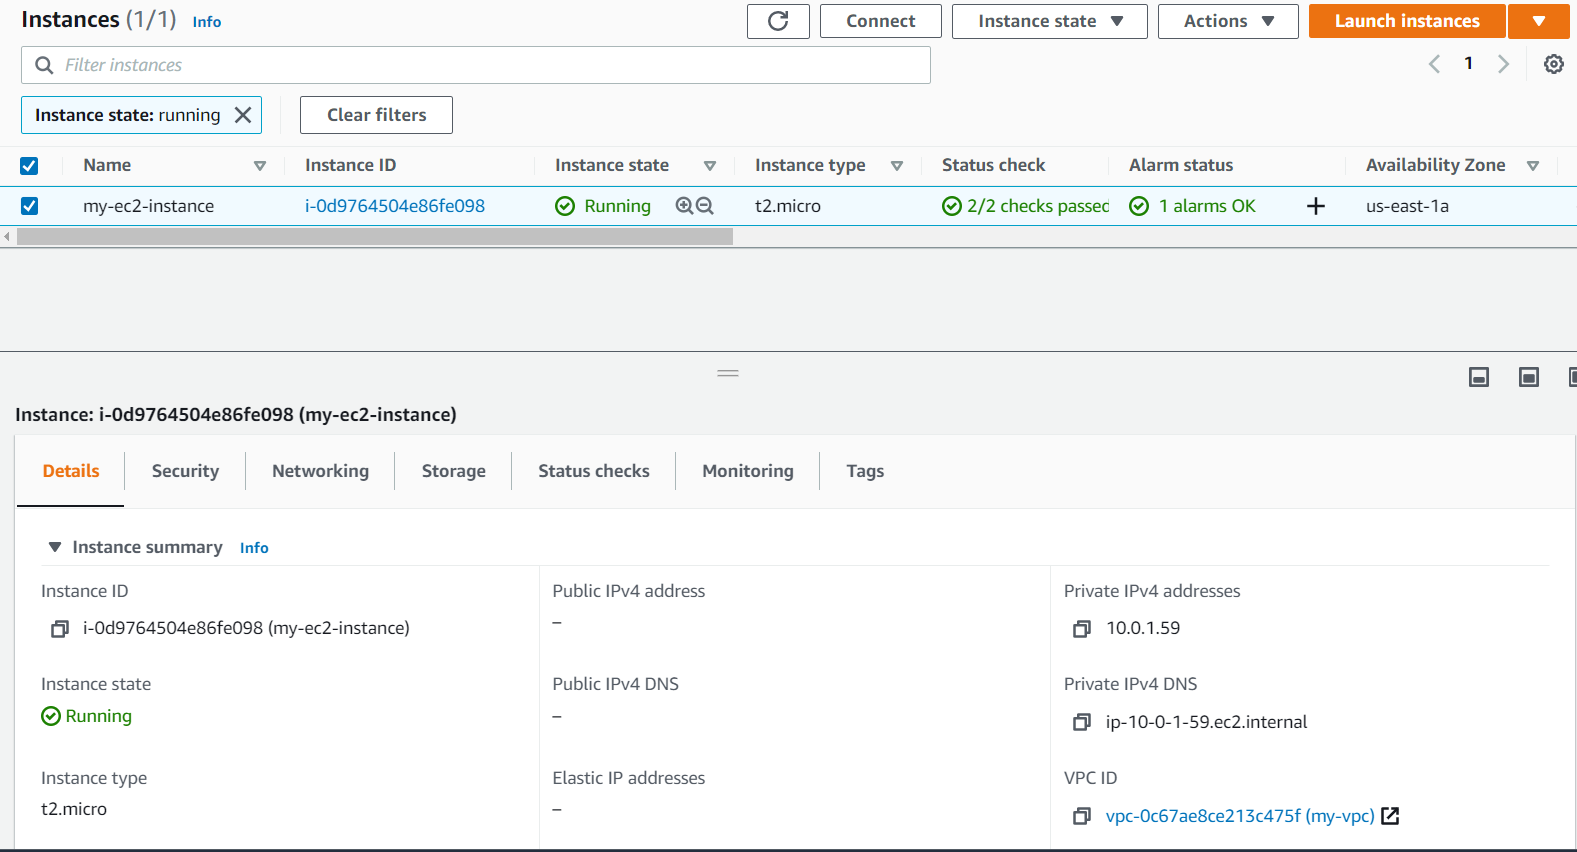 Instances (1/1) Info
Connect
Instance state
Actions
Launch instances
Filter instances
1
Instance state: running
Clear filters
Name Instance ID Instance state Instance type Status check Alarm status Availability Zone
my-ec2-instance i-0d9764504e86fe098 Running t2.micro 2/2 checks passed 1 alarms OK + us-east-1a
Instance: i-0d9764504e86fe098 (my-ec2-instance)
Details Security Networking Storage Status checks Monitoring Tags
Instance summary Info
Instance ID
i-0d9764504e86fe098 (my-ec2-instance)
Public IPv4 address
–
Private IPv4 addresses
10.0.1.59
Instance state
Running
Public IPv4 DNS
–
Private IPv4 DNS
ip-10-0-1-59.ec2.internal
Instance type
t2.micro
Elastic IP addresses
–
VPC ID
vpc-0c67ae8ce213c475f (my-vpc)